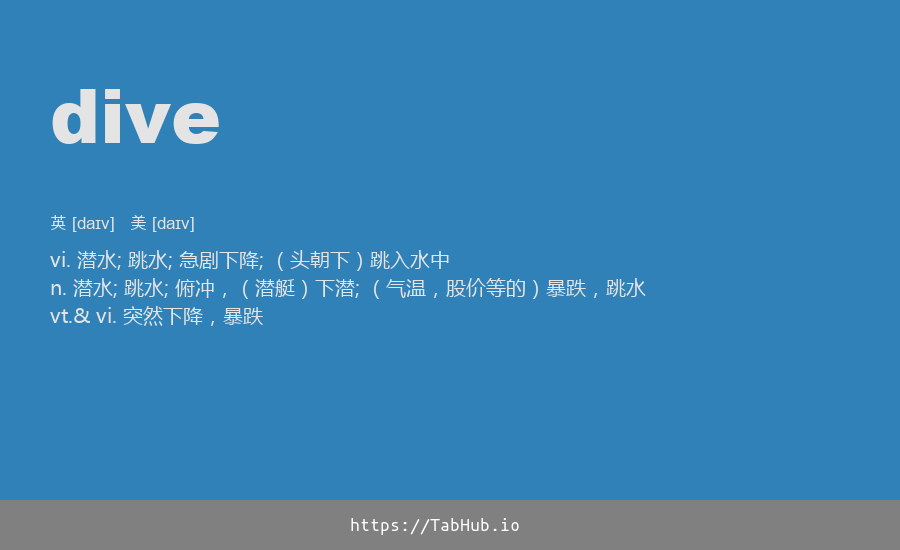 dive
英 [daɪv] 美 [daɪv]
vi. 潜水; 跳水; 急剧下降; （头朝下）跳入水中
n. 潜水; 跳水; 俯冲，（潜艇）下潜; （气温，股价等的）暴跌，跳水
vt.& vi. 突然下降，暴跌
https://TabHub.io